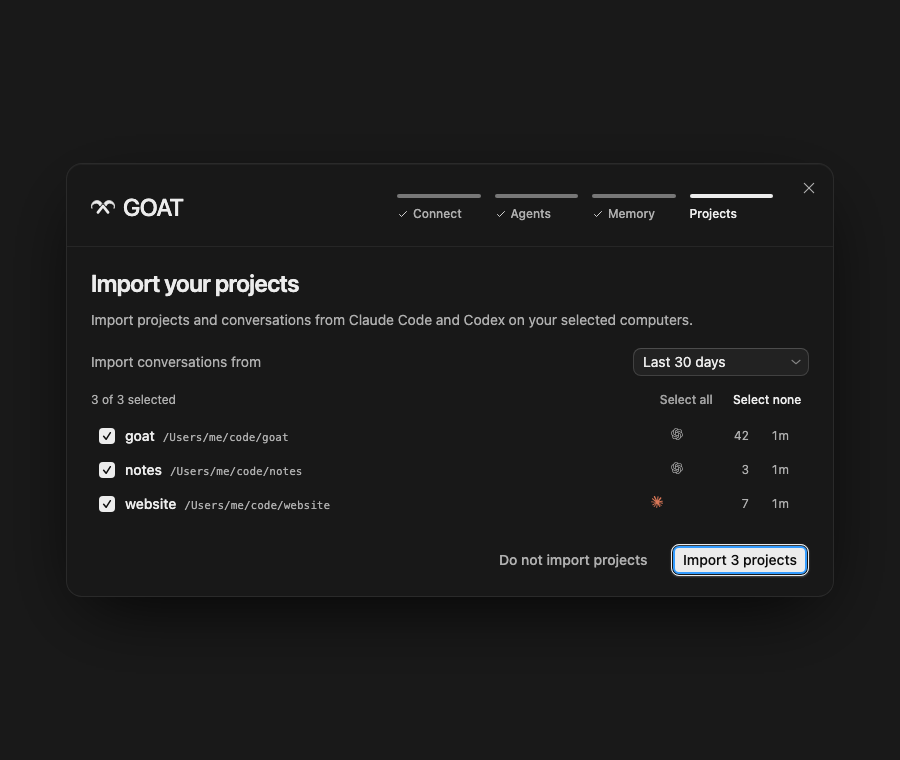 GOAT
Connect Agents Memory Projects
Import your projects
Import projects and conversations from Claude Code and Codex on your selected computers.
Import conversations from Last 30 days
3 of 3 selected Select all Select none
goat /Users/me/code/goat 42 1m
notes /Users/me/code/notes 3 1m
website /Users/me/code/website 7 1m
Do not import projects Import 3 projects